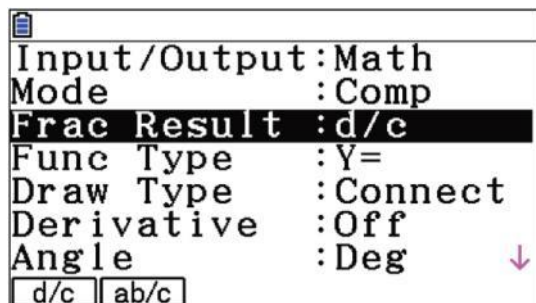 Input/Output:Math
Mode :Comp
Frac Result :d/c
Func Type :Y=
Draw Type :Connect
Derivative :Off
Angle :Deg ↓
d/c ab/c